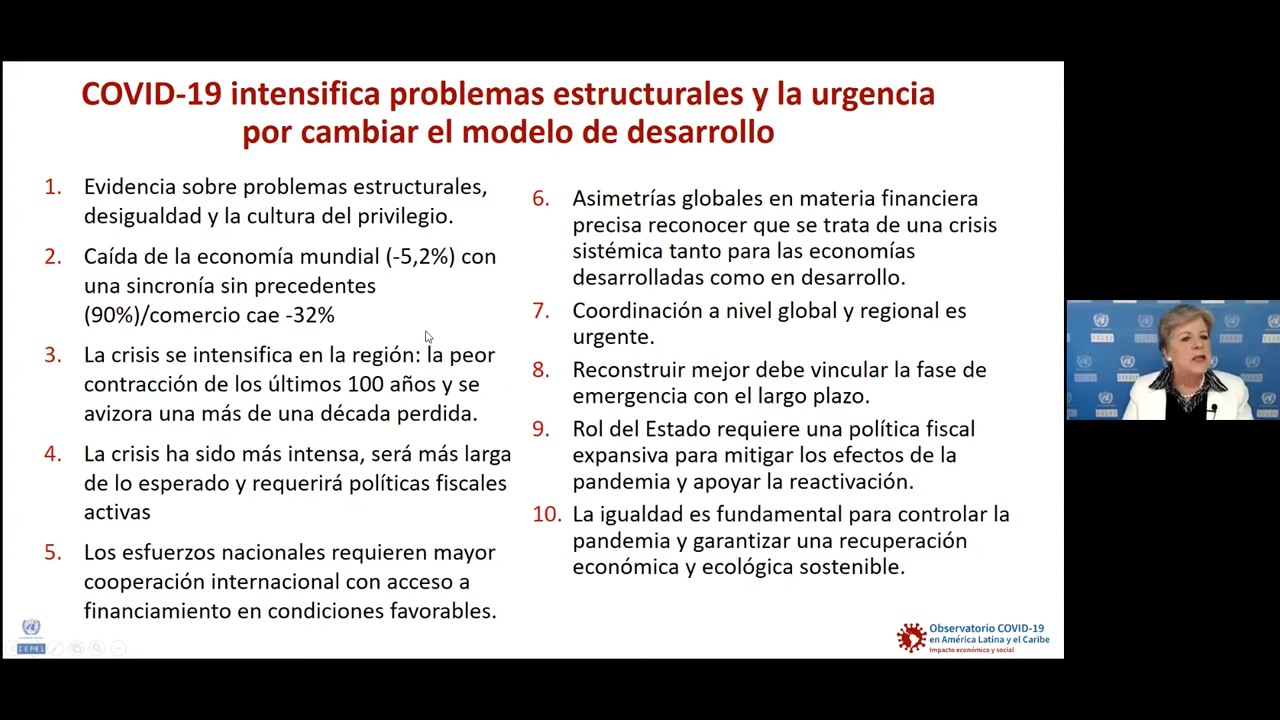 COVID-19 intensifica problemas estructurales y la urgencia
por cambiar el modelo de desarrollo
1. Evidencia sobre problemas estructurales,
desigualdad y la cultura del privilegio.
2. Caída de la economía mundial (-5,2%) con
una sincronía sin precedentes
(90%)/comercio cae -32%
3. La crisis se intensifica en la región: la peor
contracción de los últimos 100 años y se
avizora una más de una década perdida.
4. La crisis ha sido más intensa, será más larga
de lo esperado y requerirá políticas fiscales
activas
5. Los esfuerzos nacionales requieren mayor
cooperación internacional con acceso a
financiamiento en condiciones favorables.
6. Asimetrías globales en materia financiera
precisa reconocer que se trata de una crisis
sistémica tanto para las economías
desarrolladas como en desarrollo.
7. Coordinación a nivel global y regional es
urgente.
8. Reconstruir mejor debe vincular la fase de
emergencia con el largo plazo.
9. Rol del Estado requiere una política fiscal
expansiva para mitigar los efectos de la
pandemia y apoyar la reactivación.
10. La igualdad es fundamental para controlar la
pandemia y garantizar una recuperación
económica y ecológica sostenible.
Observatorio COVID-19
en América Latina y el Caribe
Impacto económico y social